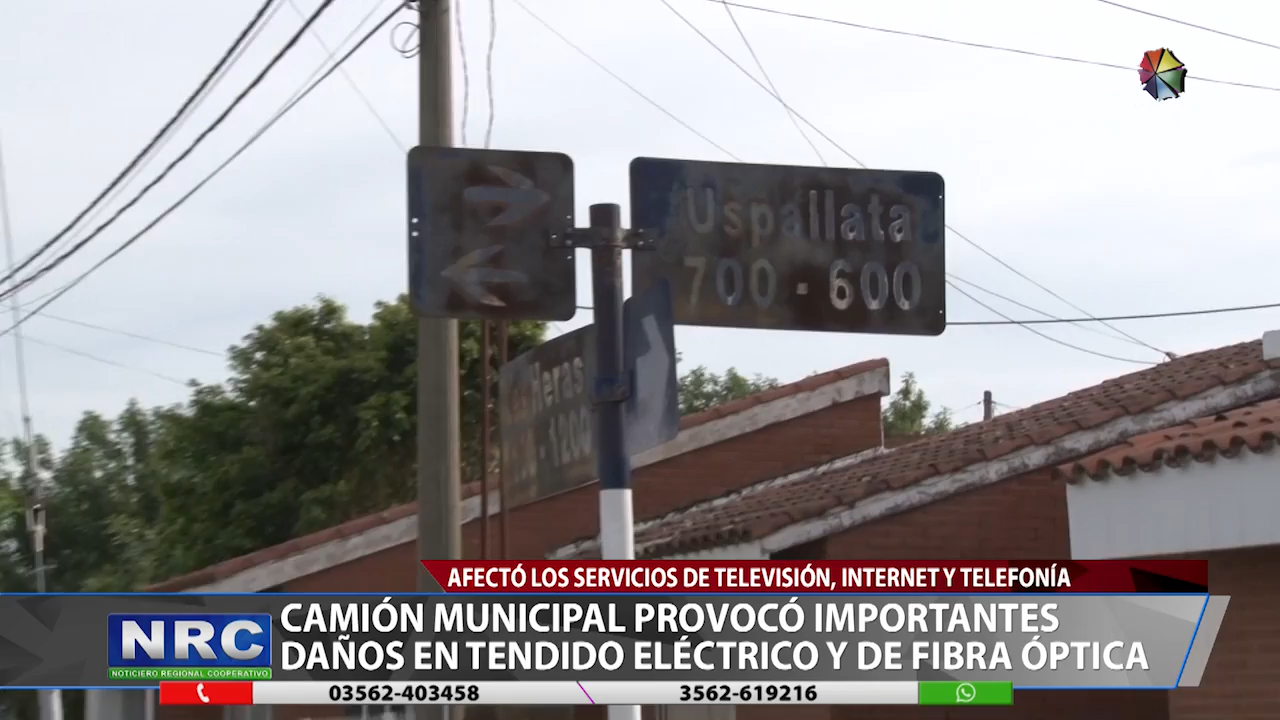 Uspallata
700 - 600
Heras
- 1200
AFECTÓ LOS SERVICIOS DE TELEVISIÓN, INTERNET Y TELEFONÍA
CAMIÓN MUNICIPAL PROVOCÓ IMPORTANTES
DAÑOS EN TENDIDO ELÉCTRICO Y DE FIBRA ÓPTICA
NRC
NOTICIERO REGIONAL COOPERATIVO
03562-403458
3562-619216